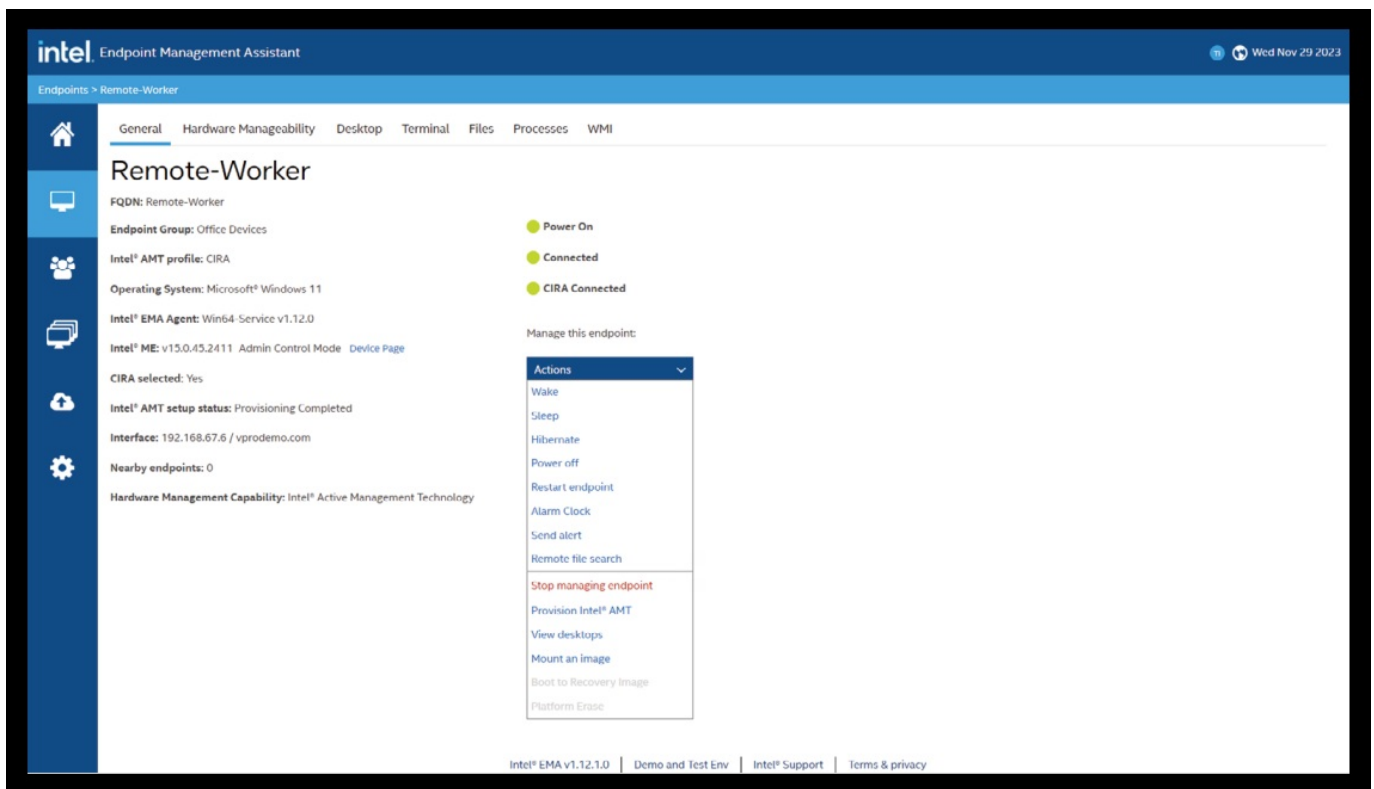 intel. Endpoint Management Assistant
TI Wed Nov 29 2023
Endpoints > Remote-Worker
General Hardware Manageability Desktop Terminal Files Processes WMI
Remote-Worker
FQDN: Remote-Worker
Endpoint Group: Office Devices
Intel® AMT profile: CIRA
Operating System: Microsoft® Windows 11
Intel® EMA Agent: Win64-Service v1.12.0
Intel® ME: v15.0.45.2411 Admin Control Mode Device Page
CIRA selected: Yes
Intel® AMT setup status: Provisioning Completed
Interface: 192.168.67.6 / vprodemo.com
Nearby endpoints: 0
Hardware Management Capability: Intel® Active Management Technology
Power On
Connected
CIRA Connected
Manage this endpoint:
Actions
Wake
Sleep
Hibernate
Power off
Restart endpoint
Alarm Clock
Send alert
Remote file search
Stop managing endpoint
Provision Intel® AMT
View desktops
Mount an image
Boot to Recovery Image
Platform Erase
Intel® EMA v1.12.1.0 | Demo and Test Env | Intel® Support | Terms & privacy